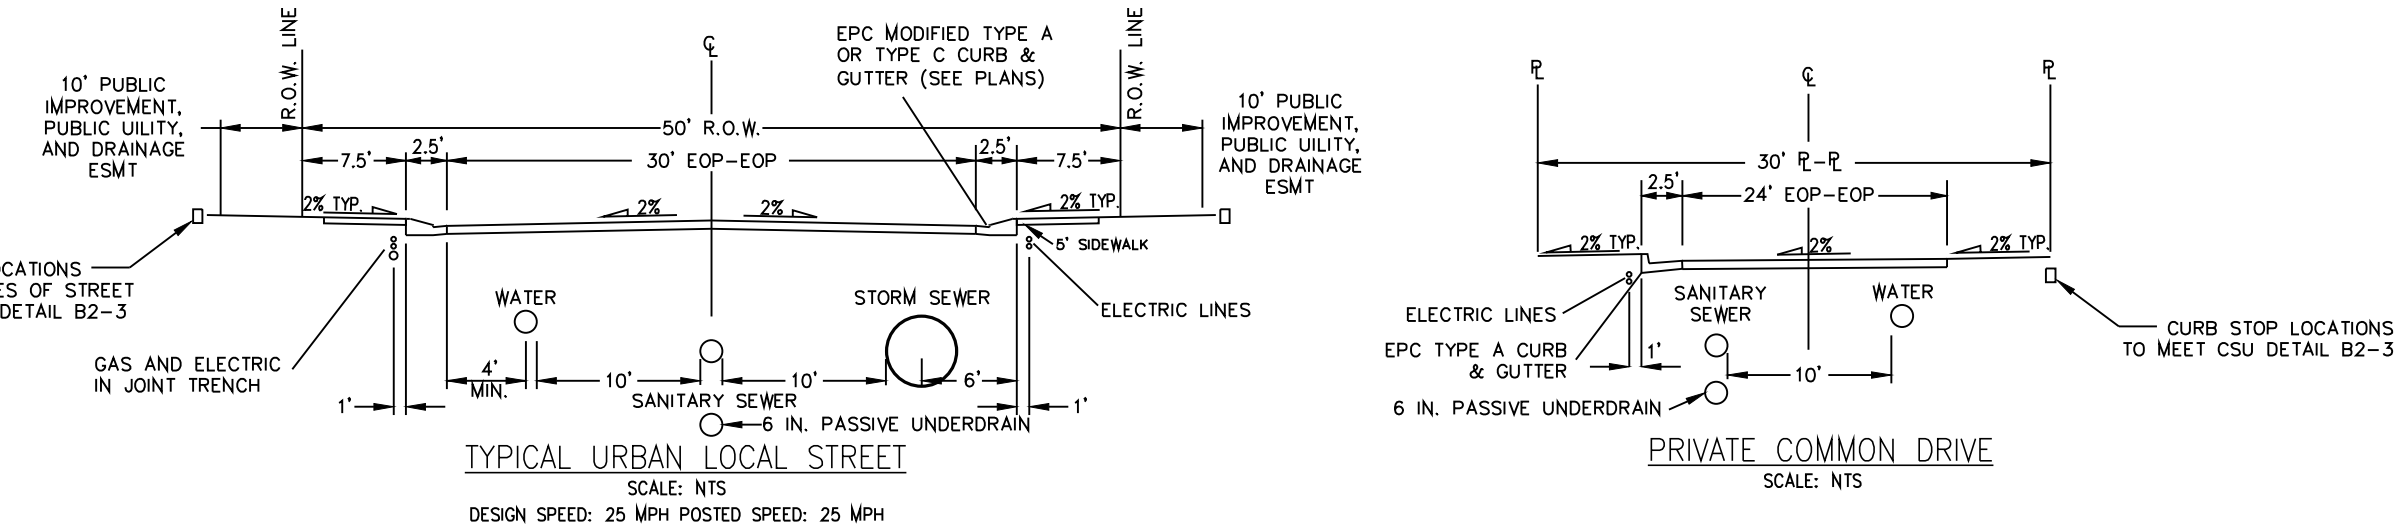 R.O.W. LINE
10' PUBLIC
IMPROVEMENT,
PUBLIC UILITY,
AND DRAINAGE
ESMT
℄
EPC MODIFIED TYPE A
OR TYPE C CURB &
GUTTER (SEE PLANS)
R.O.W. LINE
10' PUBLIC
IMPROVEMENT,
PUBLIC UILITY,
AND DRAINAGE
ESMT
50' R.O.W.
7.5'
2.5'
30' EOP-EOP
2.5'
7.5'
2% TYP.
2%
2%
2% TYP.
5' SIDEWALK
CATIONS
ES OF STREET
DETAIL B2-3
WATER
STORM SEWER
ELECTRIC LINES
GAS AND ELECTRIC
IN JOINT TRENCH
4'
MIN.
10'
10'
6'
1'
SANITARY SEWER
1'
6 IN. PASSIVE UNDERDRAIN
TYPICAL URBAN LOCAL STREET
SCALE: NTS
DESIGN SPEED: 25 MPH POSTED SPEED: 25 MPH
PL
℄
PL
30' PL-PL
2.5'
24' EOP-EOP
2% TYP.
2%
2% TYP.
SANITARY
SEWER
WATER
ELECTRIC LINES
EPC TYPE A CURB
& GUTTER
1'
10'
CURB STOP LOCATIONS
TO MEET CSU DETAIL B2-3
6 IN. PASSIVE UNDERDRAIN
PRIVATE COMMON DRIVE
SCALE: NTS